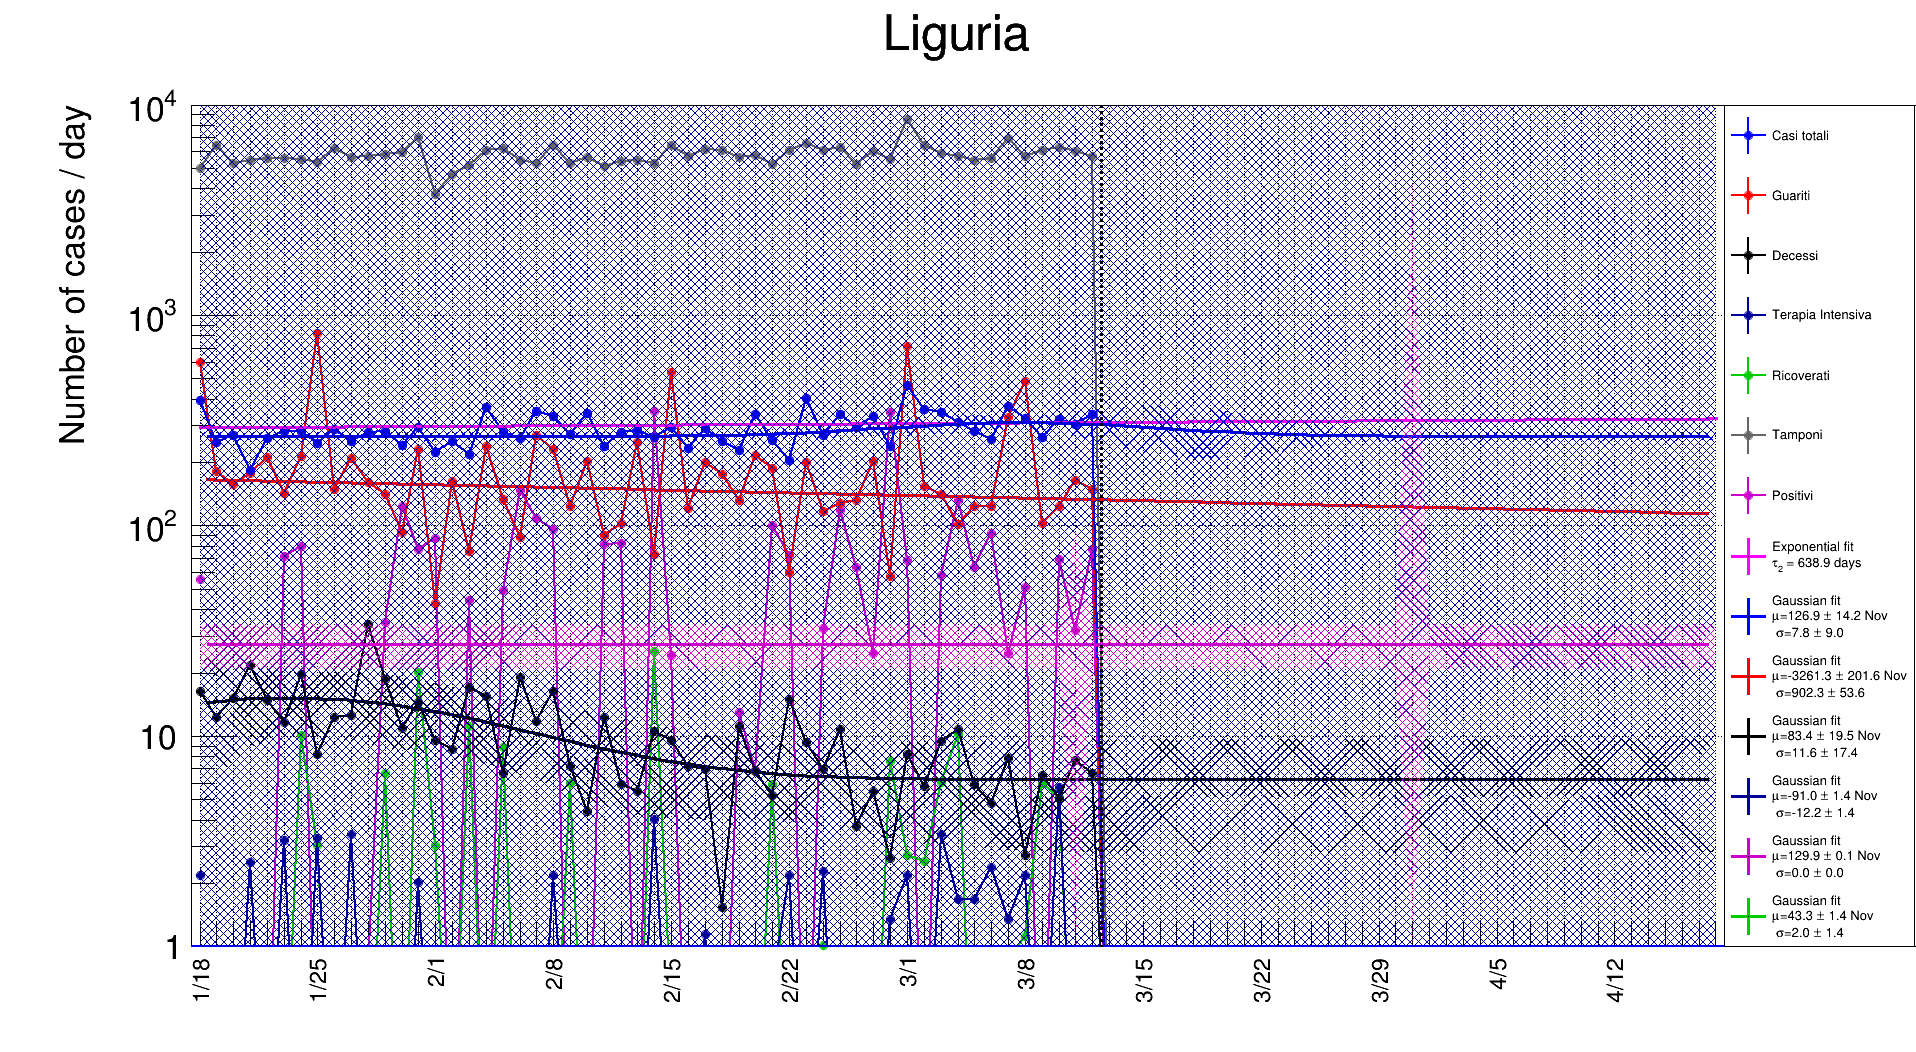 Liguria
Number of cases / day
10⁴
10³
10²
10
1
1/18
1/25
2/1
2/8
2/15
2/22
3/1
3/8
3/15
3/22
3/29
4/5
4/12
Casi totali
Guariti
Decessi
Terapia Intensiva
Ricoverati
Tamponi
Positivi
Exponential fit
τ₂ = 638.9 days
Gaussian fit
μ=126.9 ± 14.2 Nov
σ=7.8 ± 9.0
Gaussian fit
μ=-3261.3 ± 201.6 Nov
σ=902.3 ± 53.6
Gaussian fit
μ=83.4 ± 19.5 Nov
σ=11.6 ± 17.4
Gaussian fit
μ=-91.0 ± 1.4 Nov
σ=-12.2 ± 1.4
Gaussian fit
μ=129.9 ± 0.1 Nov
σ=0.0 ± 0.0
Gaussian fit
μ=43.3 ± 1.4 Nov
σ=2.0 ± 1.4